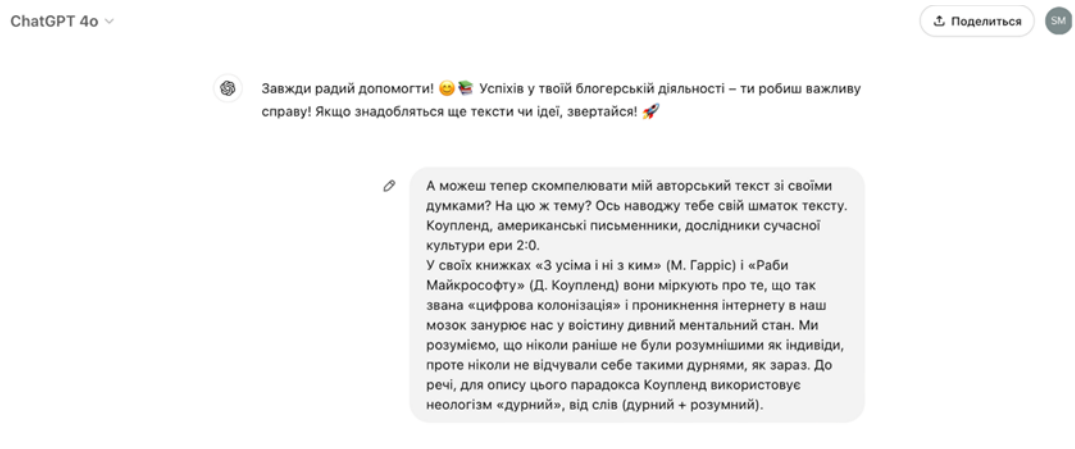 ChatGPT 4o
Поделиться
SM
Завжди радий допомогти! 😊📚 Успіхів у твоїй блогерській діяльності – ти робиш важливу
справу! Якщо знадобляться ще тексти чи ідеї, звертайся! 🚀
А можеш тепер скомпелювати мій авторський текст зі своїми
думками? На цю ж тему? Ось наводжу тебе свій шматок тексту.
Коупленд, американські письменники, дослідники сучасної
культури ери 2:0.
У своїх книжках «З усіма і ні з ким» (М. Гарріс) і «Раби
Майкрософту» (Д. Коупленд) вони міркують про те, що так
звана «цифрова колонізація» і проникнення інтернету в наш
мозок занурює нас у воістину дивний ментальний стан. Ми
розуміємо, що ніколи раніше не були розумнішими як індивіди,
проте ніколи не відчували себе такими дурнями, як зараз. До
речі, для опису цього парадокса Коупленд використовує
неологізм «дурний», від слів (дурний + розумний).